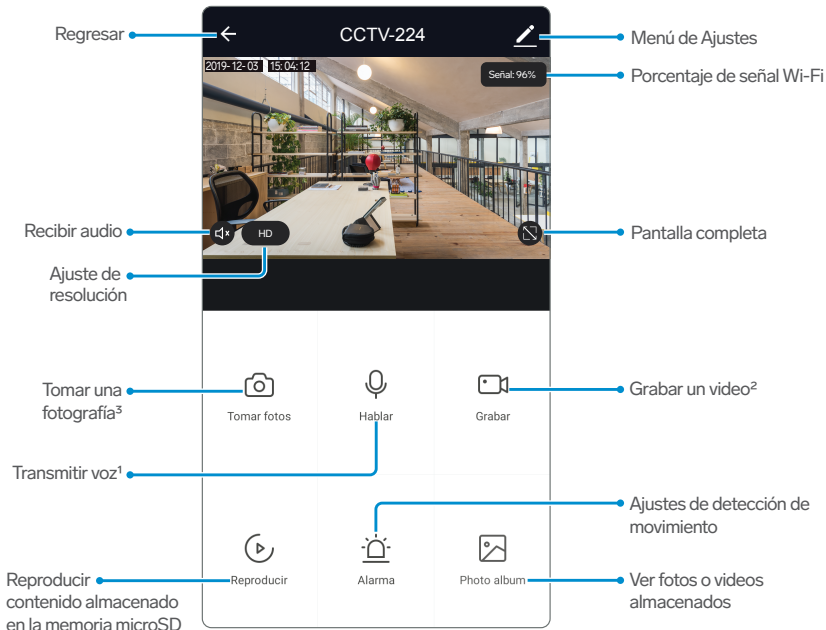 Regresar
CCTV-224
Menú de Ajustes
2019-12-03 15:04:12
Señal: 96%
Porcentaje de señal Wi-Fi
Recibir audio
HD
Pantalla completa
Ajuste de
resolución
Tomar una
fotografía³
Tomar fotos
Hablar
Grabar
Grabar un video²
Transmitir voz¹
Ajustes de detección de
movimiento
Reproducir
contenido almacenado
en la memoria microSD
Reproducir
Alarma
Photo album
Ver fotos o videos
almacenados